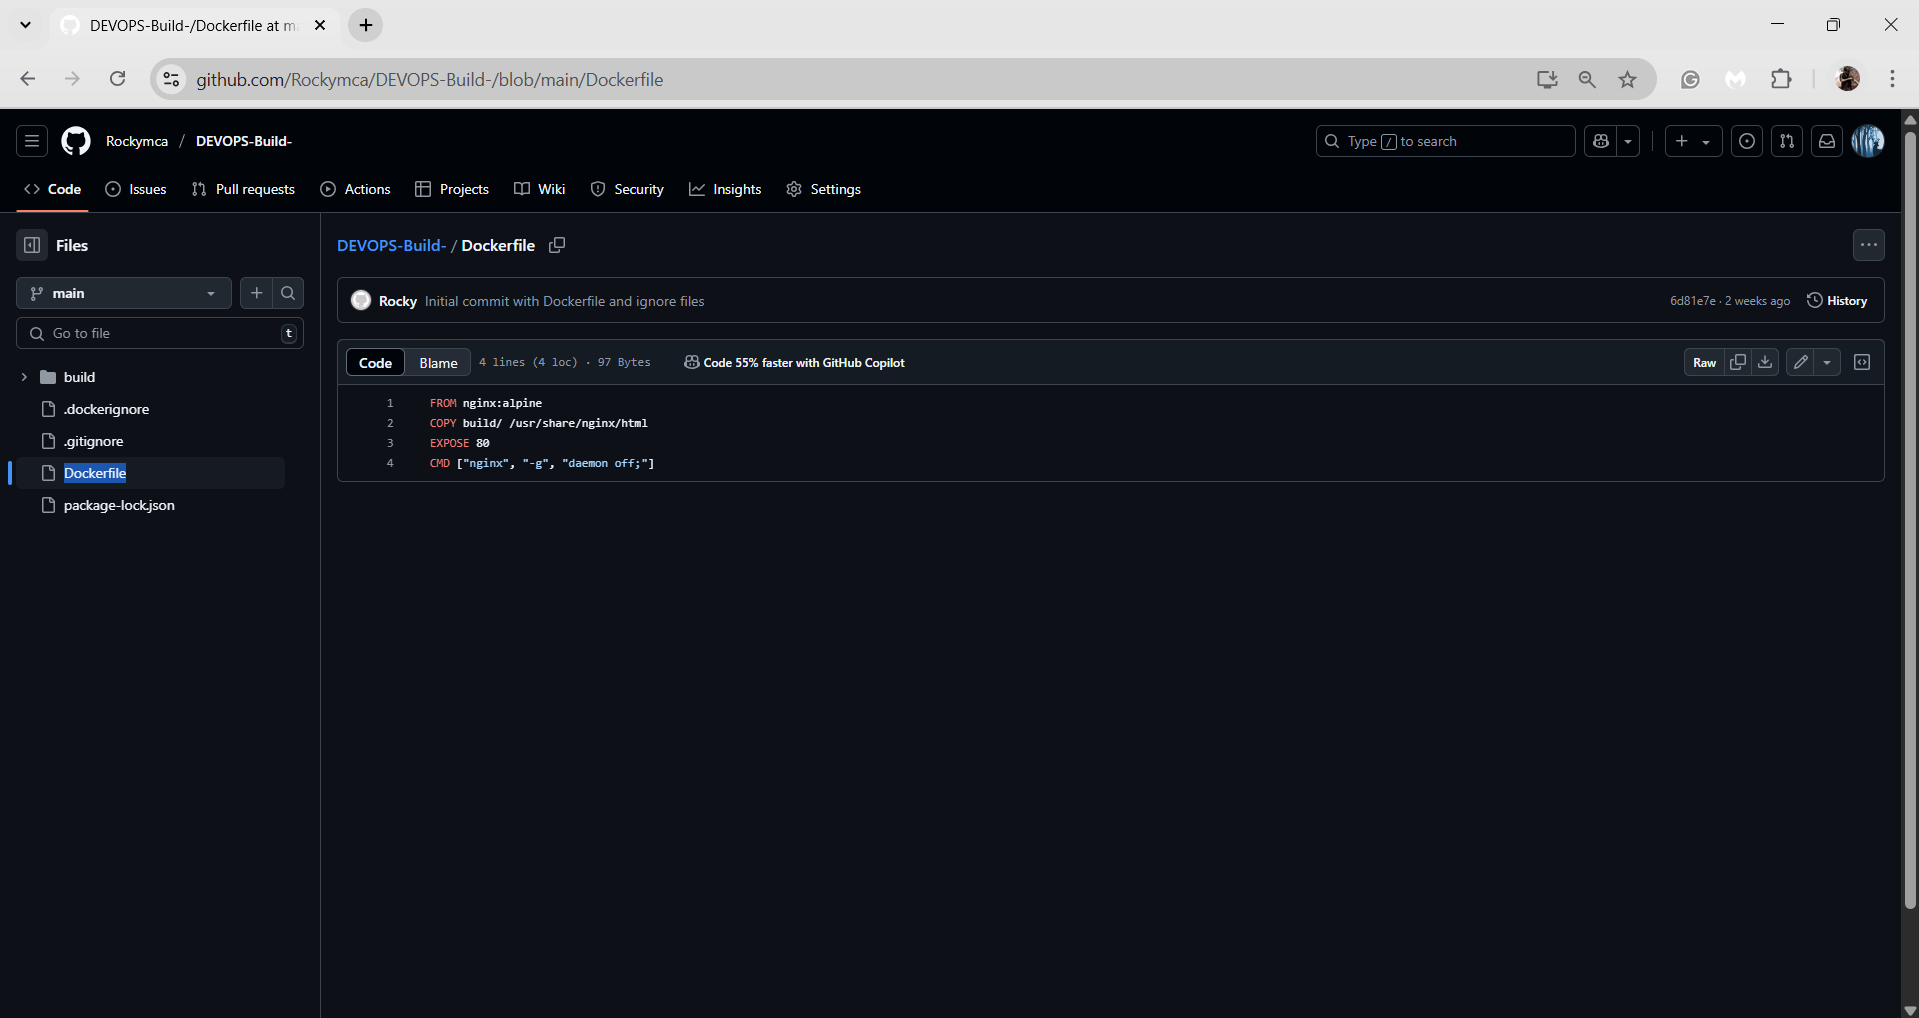 DEVOPS-Build-/Dockerfile at m
github.com/Rockymca/DEVOPS-Build-/blob/main/Dockerfile
Rockymca / DEVOPS-Build-
Type / to search
Code Issues Pull requests Actions Projects Wiki Security Insights Settings
Files
main
Go to file t
build
.dockerignore
.gitignore
Dockerfile
package-lock.json
DEVOPS-Build- / Dockerfile
Rocky Initial commit with Dockerfile and ignore files 6d81e7e · 2 weeks ago History
Code Blame 4 lines (4 loc) · 97 Bytes Code 55% faster with GitHub Copilot Raw
1 FROM nginx:alpine
2 COPY build/ /usr/share/nginx/html
3 EXPOSE 80
4 CMD ["nginx", "-g", "daemon off;"]